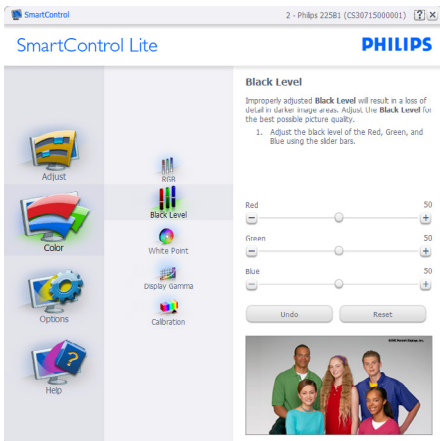 SmartControl
2 - Philips 225B1 (CS30715000001)
?
SmartControl Lite
PHILIPS
Adjust
Color
Options
Help
RGB
Black Level
White Point
Display Gamma
Calibration
Black Level
Improperly adjusted Black Level will result in a loss of
detail in darker image areas. Adjust the Black Level for
the best possible picture quality.
1. Adjust the black level of the Red, Green, and
Blue using the slider bars.
Red 50
Green 50
Blue 50
Undo Reset